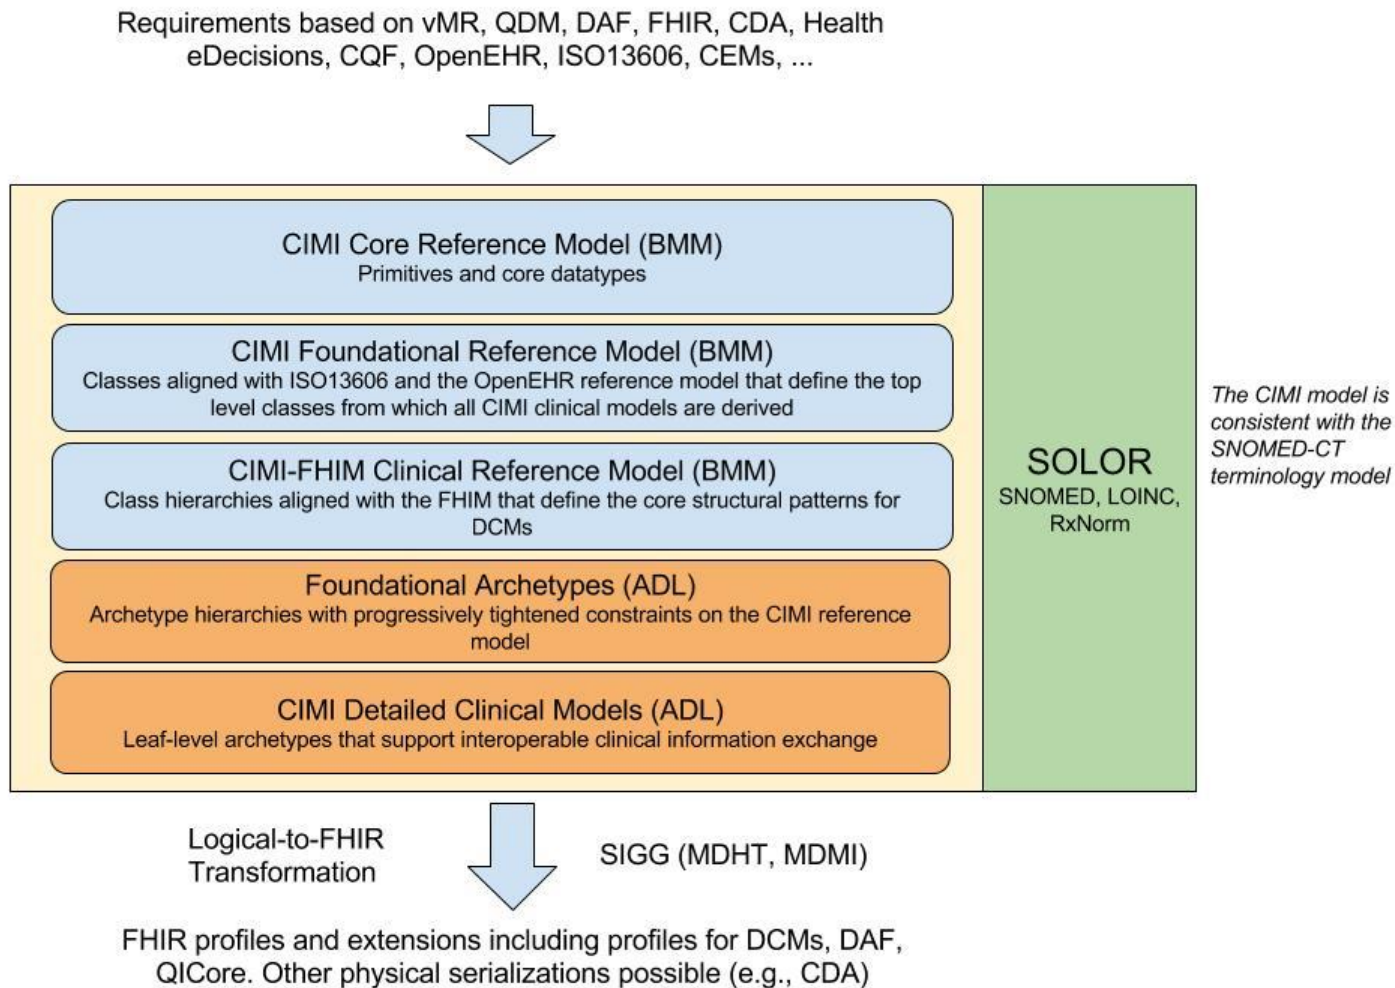 Requirements based on vMR, QDM, DAF, FHIR, CDA, Health
eDecisions, CQF, OpenEHR, ISO13606, CEMs, ...
CIMI Core Reference Model (BMM)
Primitives and core datatypes
CIMI Foundational Reference Model (BMM)
Classes aligned with ISO13606 and the OpenEHR reference model that define the top
level classes from which all CIMI clinical models are derived
CIMI-FHIM Clinical Reference Model (BMM)
Class hierarchies aligned with the FHIM that define the core structural patterns for
DCMs
Foundational Archetypes (ADL)
Archetype hierarchies with progressively tightened constraints on the CIMI reference
model
CIMI Detailed Clinical Models (ADL)
Leaf-level archetypes that support interoperable clinical information exchange
SOLOR
SNOMED, LOINC,
RxNorm
The CIMI model is
consistent with the
SNOMED-CT
terminology model
Logical-to-FHIR
Transformation
SIGG (MDHT, MDMI)
FHIR profiles and extensions including profiles for DCMs, DAF,
QICore. Other physical serializations possible (e.g., CDA)